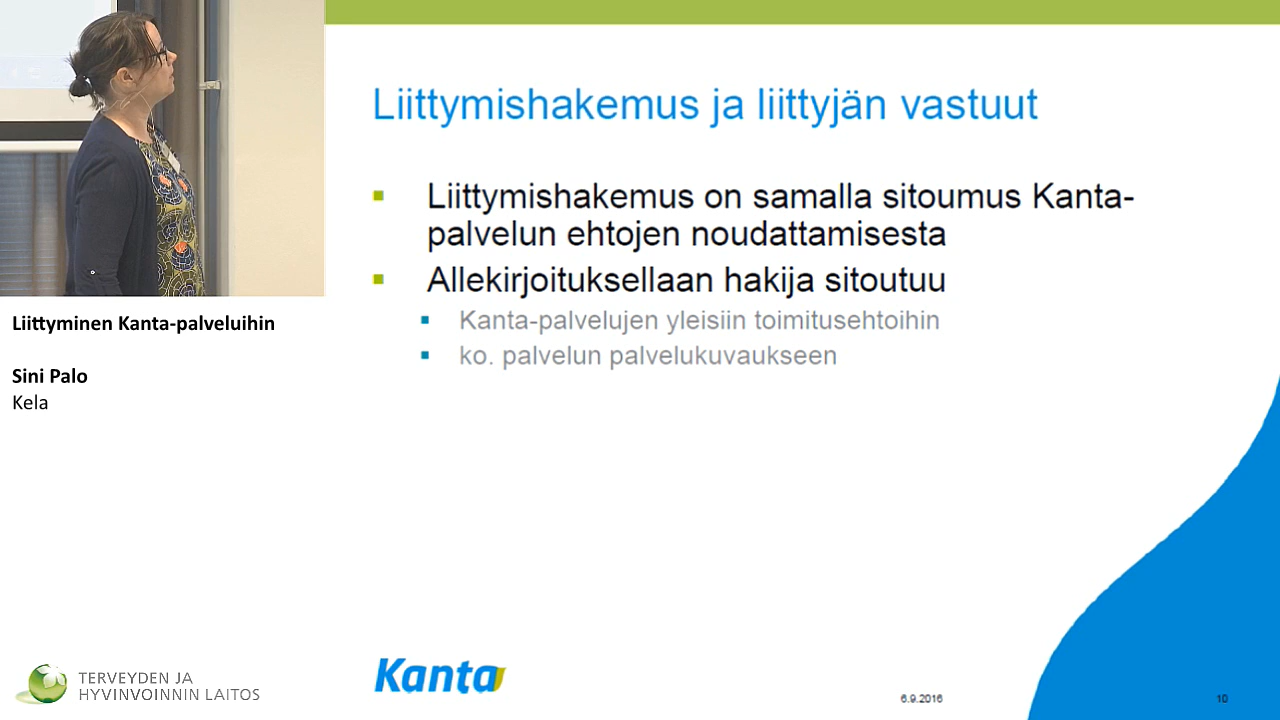 Liittymishakemus ja liittyjän vastuut
Liittymishakemus on samalla sitoumus Kanta-
palvelun ehtojen noudattamisesta
Allekirjoituksellaan hakija sitoutuu
Kanta-palvelujen yleisiin toimitusehtoihin
ko. palvelun palvelukuvaukseen
Liittyminen Kanta-palveluihin
Sini Palo
Kela
TERVEYDEN JA
HYVINVOINNIN LAITOS
Kanta
6.9.2016
10